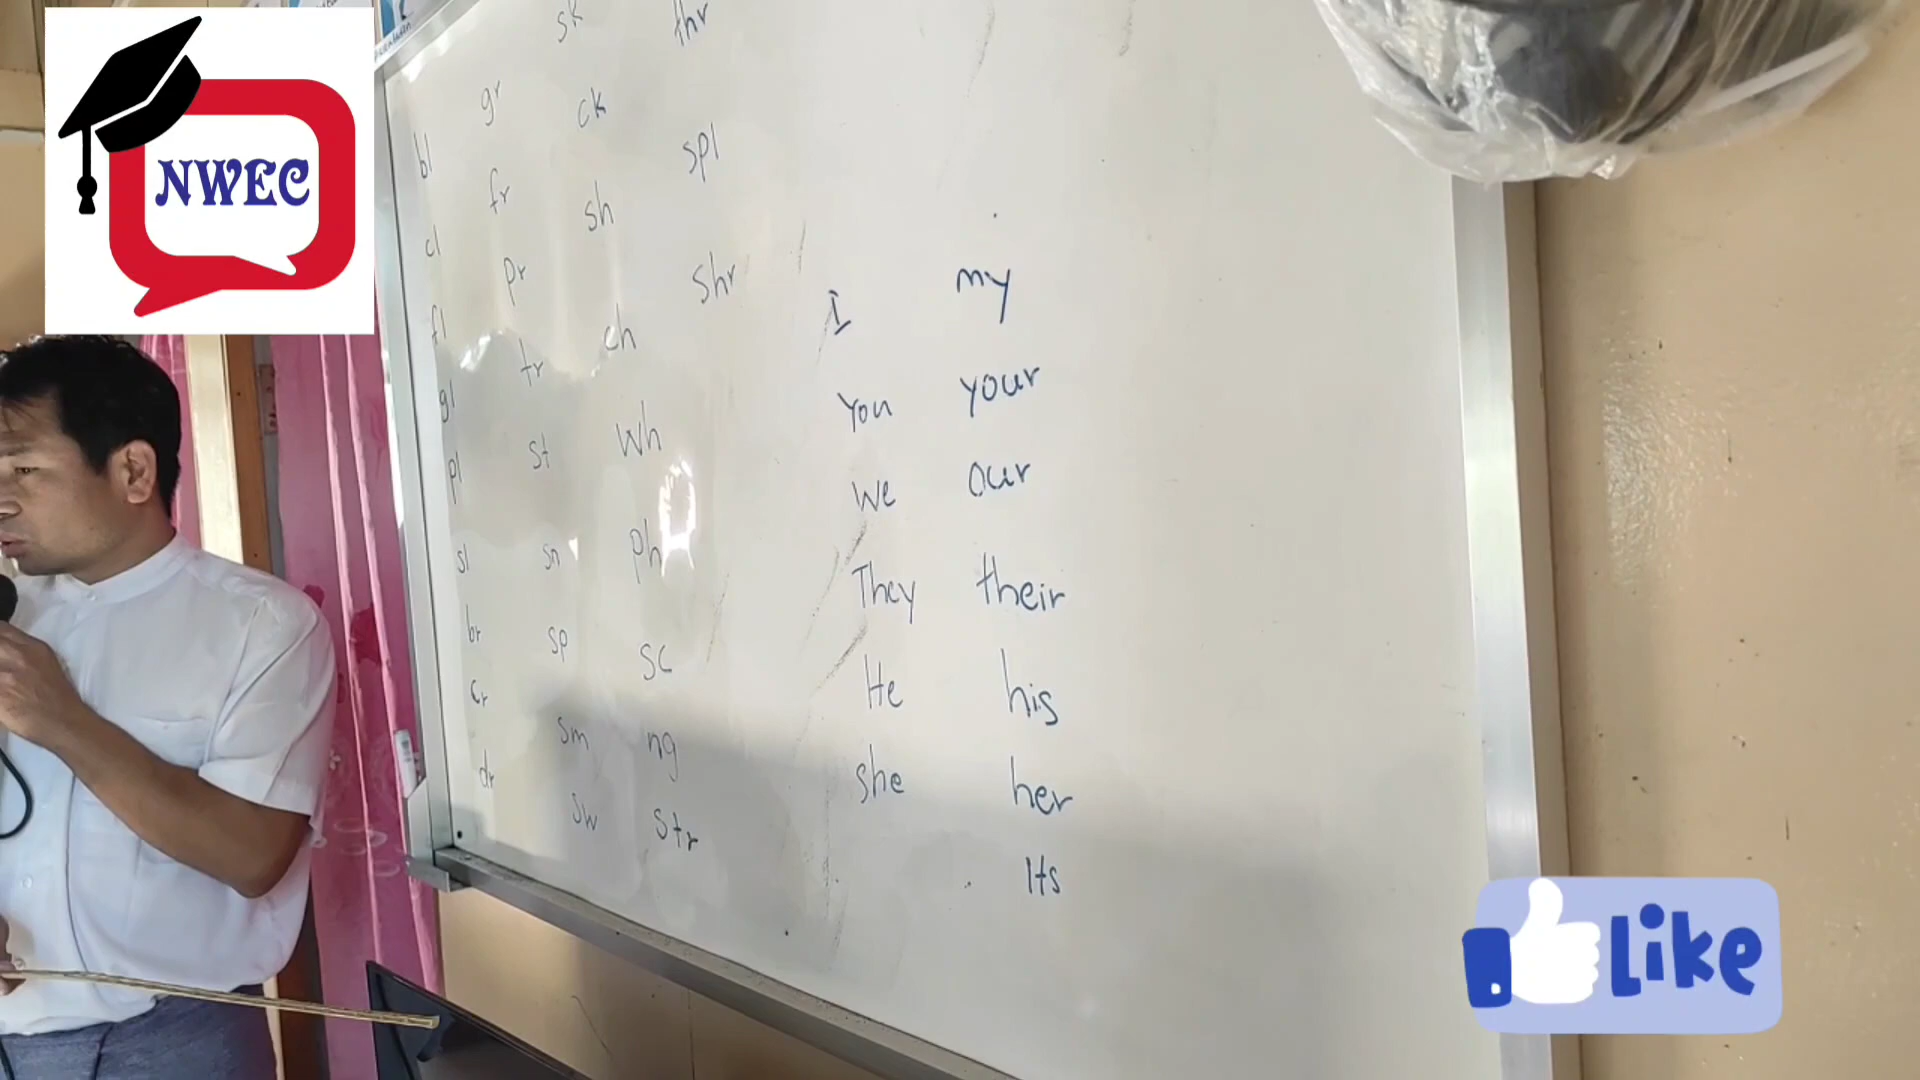 NWEC
bl
cl
fl
gl
pl
sl
br
cr
dr
gr
fr
pr
tr
st
sn
sp
sm
sw
sk
ck
sh
ch
Wh
Ph
sc
ng
str
thr
spl
shr
I my
You your
We our
They their
He his
she her
Its
Like